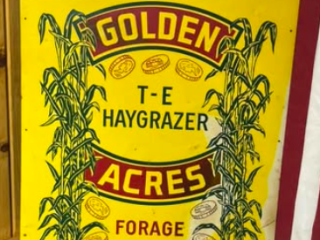 GOLDEN
T-E
HAYGRAZER
ACRES
FORAGE